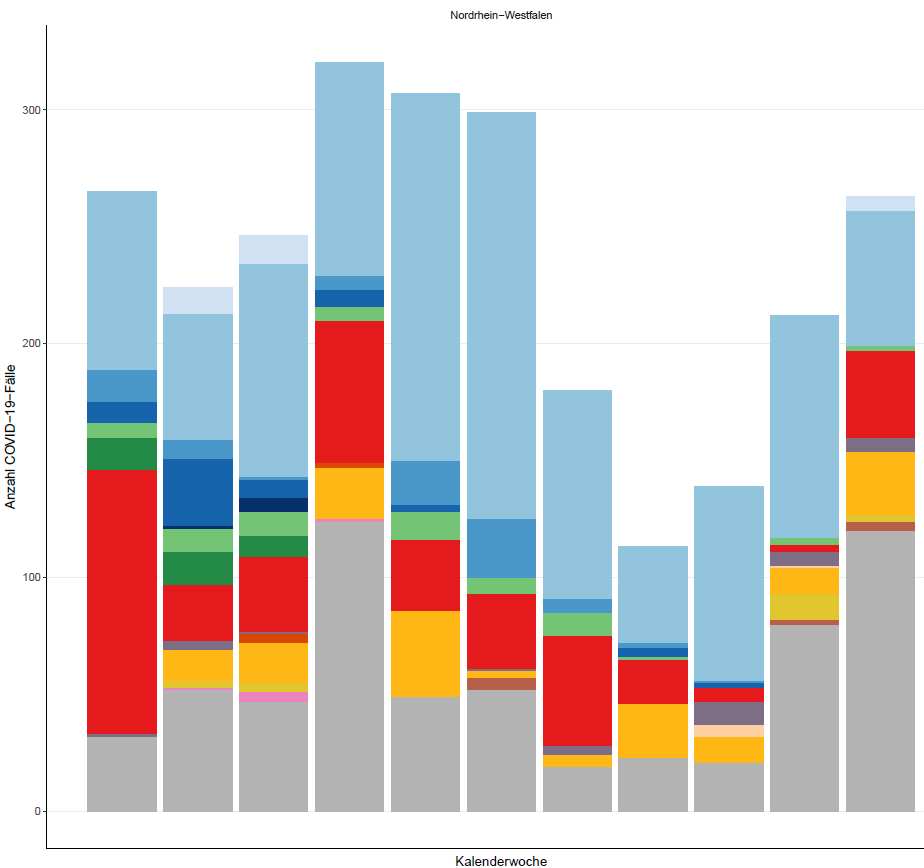 Nordrhein−Westfalen
300
200
100
0
Anzahl COVID−19−Fälle
Kalenderwoche